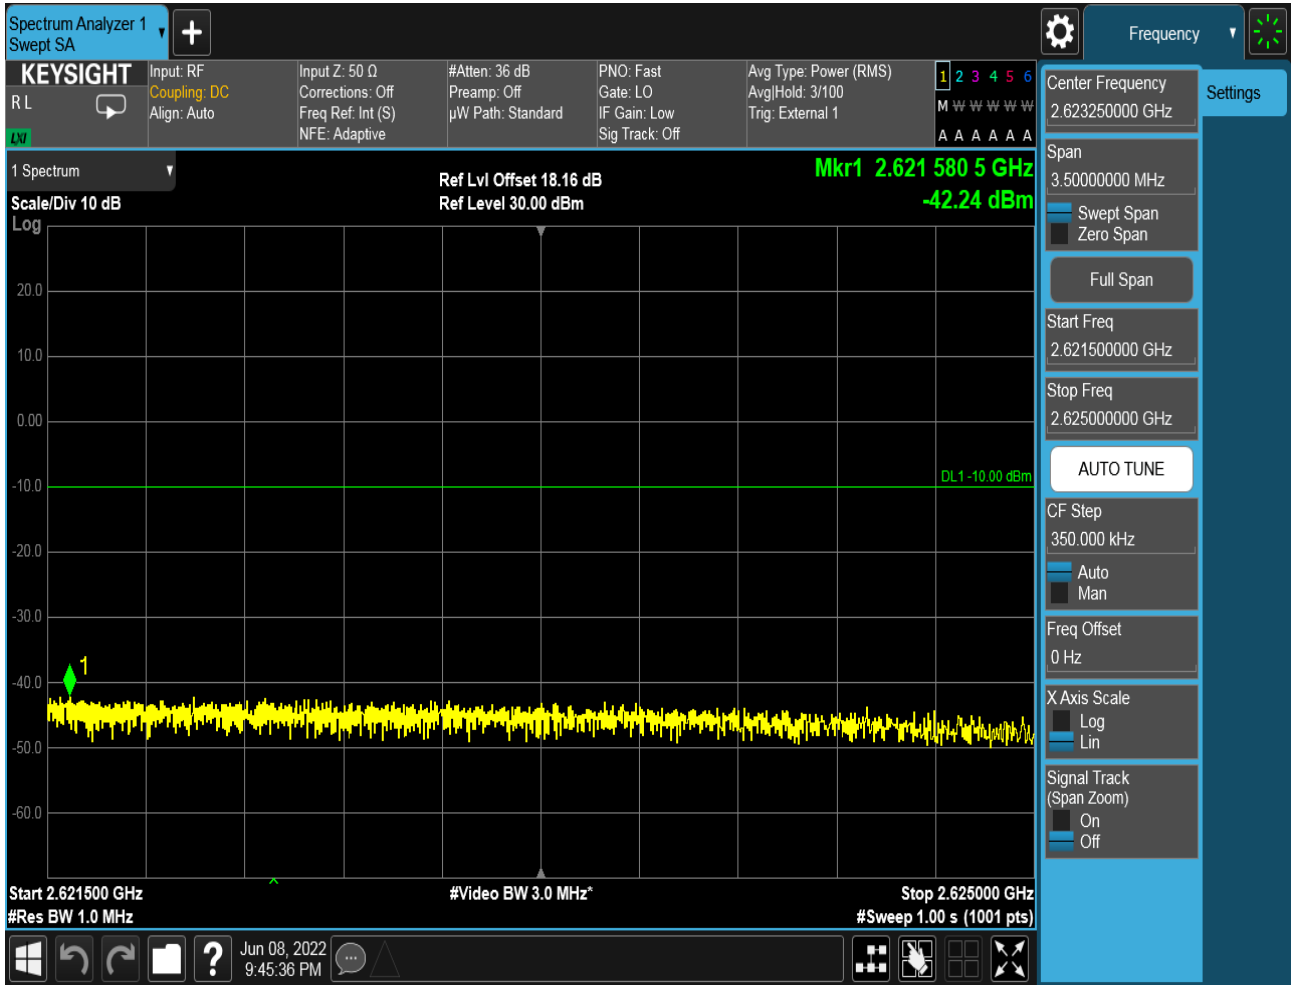 Spectrum Analyzer 1
Swept SA
+
Frequency
KEYSIGHT
R L
LXI
Input: RF
Coupling: DC
Align: Auto
Input Z: 50 Ω
Corrections: Off
Freq Ref: Int (S)
NFE: Adaptive
#Atten: 36 dB
Preamp: Off
µW Path: Standard
PNO: Fast
Gate: LO
IF Gain: Low
Sig Track: Off
Avg Type: Power (RMS)
Avg|Hold: 3/100
Trig: External 1
1 2 3 4 5 6
M W W W W W
A A A A A A
1 Spectrum
Scale/Div 10 dB
Log
Ref Lvl Offset 18.16 dB
Ref Level 30.00 dBm
Mkr1 2.621 580 5 GHz
-42.24 dBm
20.0
10.0
0.00
-10.0
DL1 -10.00 dBm
-20.0
-30.0
1
-40.0
-50.0
-60.0
Start 2.621500 GHz
#Video BW 3.0 MHz*
Stop 2.625000 GHz
#Res BW 1.0 MHz
#Sweep 1.00 s (1001 pts)
?
Jun 08, 2022
9:45:36 PM
Center Frequency
2.623250000 GHz
Settings
Span
3.50000000 MHz
Swept Span
Zero Span
Full Span
Start Freq
2.621500000 GHz
Stop Freq
2.625000000 GHz
AUTO TUNE
CF Step
350.000 kHz
Auto
Man
Freq Offset
0 Hz
X Axis Scale
Log
Lin
Signal Track
(Span Zoom)
On
Off